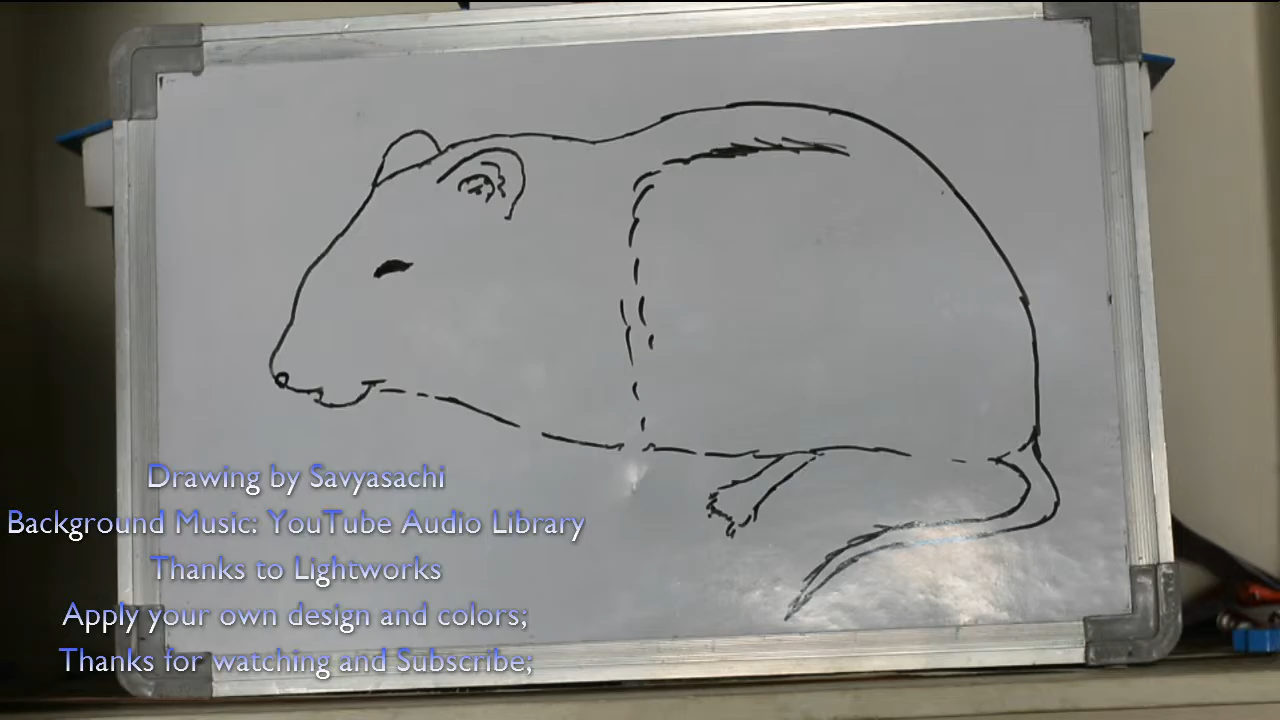 Drawing by Savyasachi
Background Music: YouTube Audio Library
Thanks to Lightworks
Apply your own design and colors;
Thanks for watching and Subscribe;